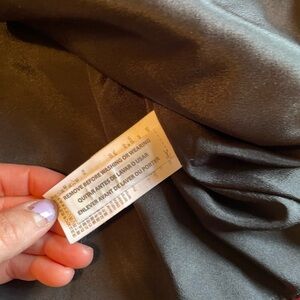 REMOVE BEFORE WASHING OR WEARING
QUITAR ANTES DE LAVAR O USAR
ENLEVER AVANT DE LAVER OU PORTER